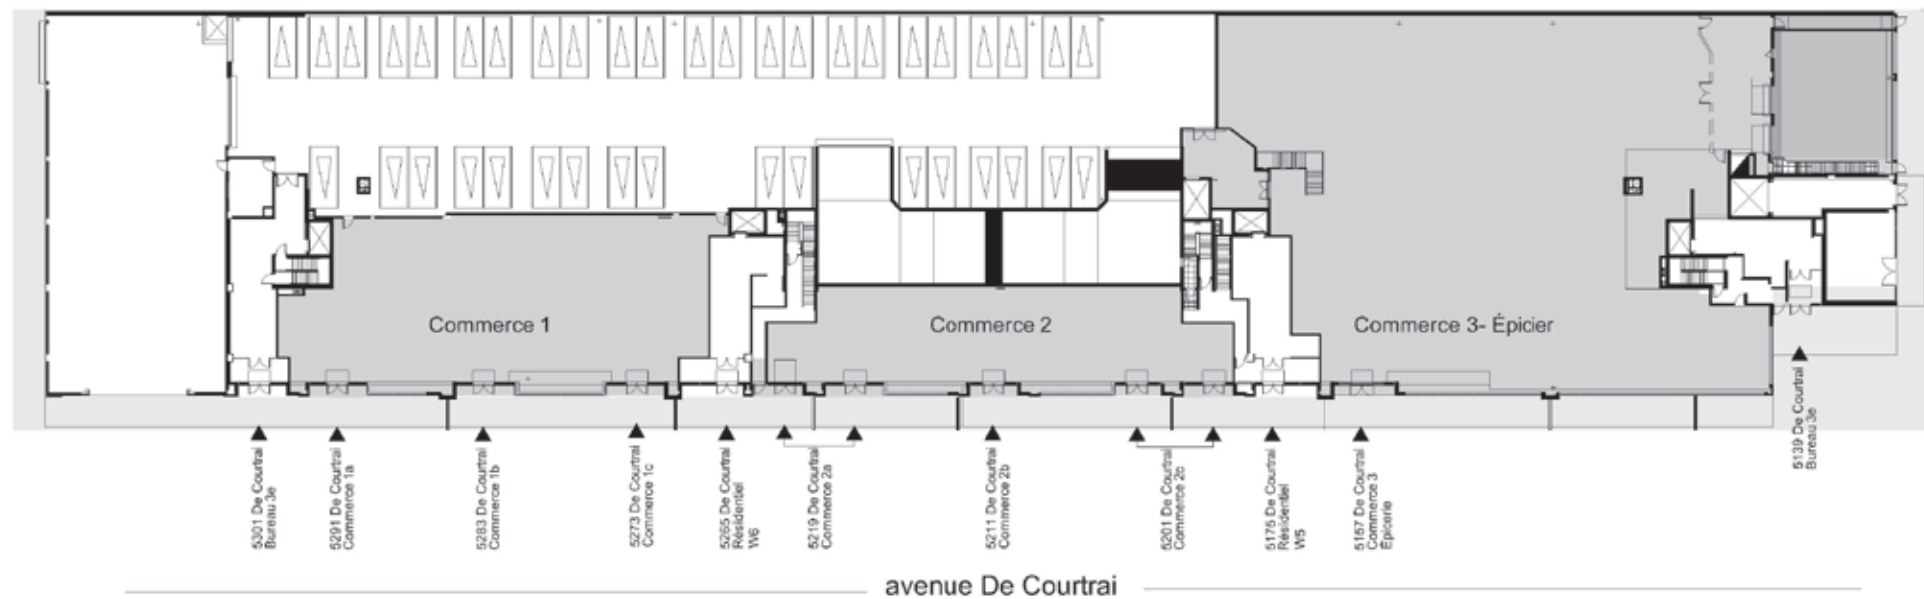 Commerce 1
Commerce 2
Commerce 3- Épicier
5301 De Courtrai
Bureau 3e
5291 De Courtrai
Commerce 1a
5283 De Courtrai
Commerce 1b
5273 De Courtrai
Commerce 1c
5265 De Courtrai
Résidentiel
W6
5219 De Courtrai
Commerce 2a
5211 De Courtrai
Commerce 2b
5201 De Courtrai
Commerce 2c
5175 De Courtrai
Résidentiel
W5
5157 De Courtrai
Commerce 3
Épicerie
5139 De Courtrai
Bureau 3e
avenue De Courtrai